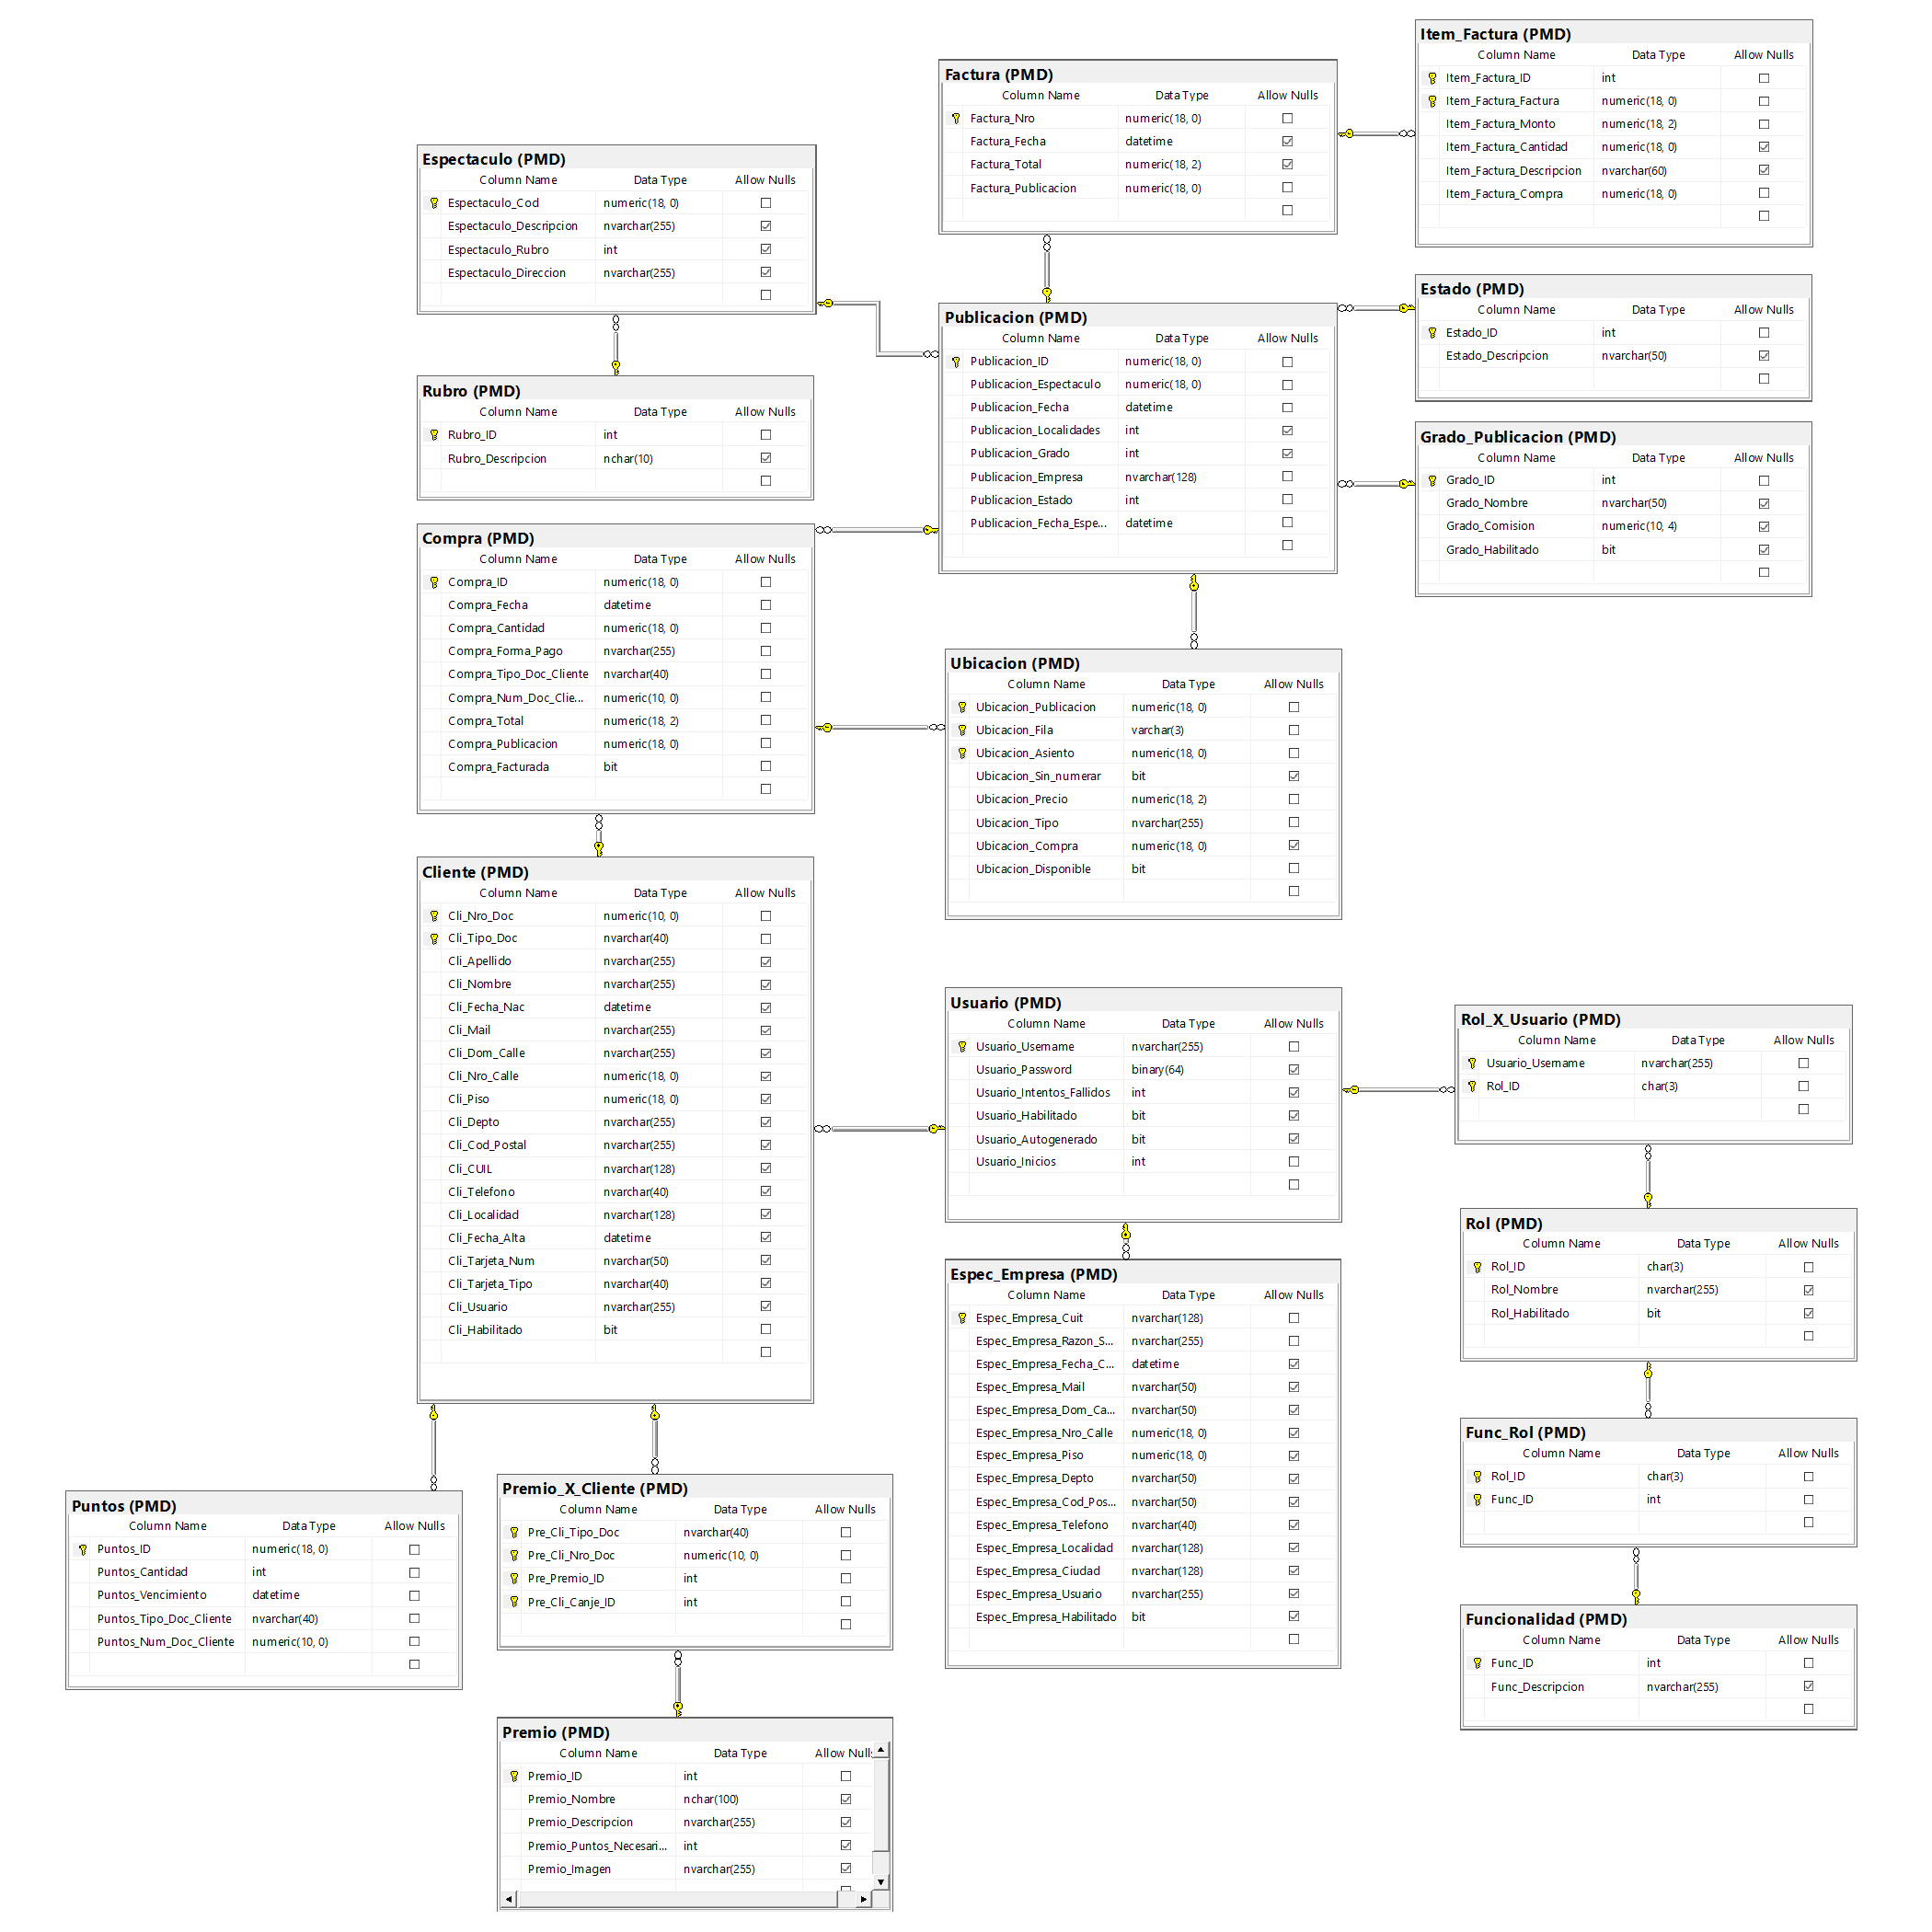 Item_Factura (PMD)
Column Name Data Type Allow Nulls
Item_Factura_ID int
Item_Factura_Factura numeric(18, 0)
Item_Factura_Monto numeric(18, 2)
Item_Factura_Cantidad numeric(18, 0)
Item_Factura_Descripcion nvarchar(60)
Item_Factura_Compra numeric(18, 0)
Factura (PMD)
Column Name Data Type Allow Nulls
Factura_Nro numeric(18, 0)
Factura_Fecha datetime
Factura_Total numeric(18, 2)
Factura_Publicacion numeric(18, 0)
Espectaculo (PMD)
Column Name Data Type Allow Nulls
Espectaculo_Cod numeric(18, 0)
Espectaculo_Descripcion nvarchar(255)
Espectaculo_Rubro int
Espectaculo_Direccion nvarchar(255)
Estado (PMD)
Column Name Data Type Allow Nulls
Estado_ID int
Estado_Descripcion nvarchar(50)
Publicacion (PMD)
Column Name Data Type Allow Nulls
Publicacion_ID numeric(18, 0)
Publicacion_Espectaculo numeric(18, 0)
Publicacion_Fecha datetime
Publicacion_Localidades int
Publicacion_Grado int
Publicacion_Empresa nvarchar(128)
Publicacion_Estado int
Publicacion_Fecha_Espe... datetime
Rubro (PMD)
Column Name Data Type Allow Nulls
Rubro_ID int
Rubro_Descripcion nchar(10)
Grado_Publicacion (PMD)
Column Name Data Type Allow Nulls
Grado_ID int
Grado_Nombre nvarchar(50)
Grado_Comision numeric(10, 4)
Grado_Habilitado bit
Compra (PMD)
Column Name Data Type Allow Nulls
Compra_ID numeric(18, 0)
Compra_Fecha datetime
Compra_Cantidad numeric(18, 0)
Compra_Forma_Pago nvarchar(255)
Compra_Tipo_Doc_Cliente nvarchar(40)
Compra_Num_Doc_Clie... numeric(10, 0)
Compra_Total numeric(18, 2)
Compra_Publicacion numeric(18, 0)
Compra_Facturada bit
Ubicacion (PMD)
Column Name Data Type Allow Nulls
Ubicacion_Publicacion numeric(18, 0)
Ubicacion_Fila varchar(3)
Ubicacion_Asiento numeric(18, 0)
Ubicacion_Sin_numerar bit
Ubicacion_Precio numeric(18, 2)
Ubicacion_Tipo nvarchar(255)
Ubicacion_Compra numeric(18, 0)
Ubicacion_Disponible bit
Cliente (PMD)
Column Name Data Type Allow Nulls
Cli_Nro_Doc numeric(10, 0)
Cli_Tipo_Doc nvarchar(40)
Cli_Apellido nvarchar(255)
Cli_Nombre nvarchar(255)
Cli_Fecha_Nac datetime
Cli_Mail nvarchar(255)
Cli_Dom_Calle nvarchar(255)
Cli_Nro_Calle numeric(18, 0)
Cli_Piso numeric(18, 0)
Cli_Depto nvarchar(255)
Cli_Cod_Postal nvarchar(255)
Cli_CUIL nvarchar(128)
Cli_Telefono nvarchar(40)
Cli_Localidad nvarchar(128)
Cli_Fecha_Alta datetime
Cli_Tarjeta_Num nvarchar(50)
Cli_Tarjeta_Tipo nvarchar(40)
Cli_Usuario nvarchar(255)
Cli_Habilitado bit
Usuario (PMD)
Column Name Data Type Allow Nulls
Usuario_Username nvarchar(255)
Usuario_Password binary(64)
Usuario_Intentos_Fallidos int
Usuario_Habilitado bit
Usuario_Autogenerado bit
Usuario_Inicios int
Rol_X_Usuario (PMD)
Column Name Data Type Allow Nulls
Usuario_Username nvarchar(255)
Rol_ID char(3)
Rol (PMD)
Column Name Data Type Allow Nulls
Rol_ID char(3)
Rol_Nombre nvarchar(255)
Rol_Habilitado bit
Espec_Empresa (PMD)
Column Name Data Type Allow Nulls
Espec_Empresa_Cuit nvarchar(128)
Espec_Empresa_Razon_S... nvarchar(255)
Espec_Empresa_Fecha_C... datetime
Espec_Empresa_Mail nvarchar(50)
Espec_Empresa_Dom_Ca... nvarchar(50)
Espec_Empresa_Nro_Calle numeric(18, 0)
Espec_Empresa_Piso numeric(18, 0)
Espec_Empresa_Depto nvarchar(50)
Espec_Empresa_Cod_Pos... nvarchar(50)
Espec_Empresa_Telefono nvarchar(40)
Espec_Empresa_Localidad nvarchar(128)
Espec_Empresa_Ciudad nvarchar(128)
Espec_Empresa_Usuario nvarchar(255)
Espec_Empresa_Habilitado bit
Func_Rol (PMD)
Column Name Data Type Allow Nulls
Rol_ID char(3)
Func_ID int
Puntos (PMD)
Column Name Data Type Allow Nulls
Puntos_ID numeric(18, 0)
Puntos_Cantidad int
Puntos_Vencimiento datetime
Puntos_Tipo_Doc_Cliente nvarchar(40)
Puntos_Num_Doc_Cliente numeric(10, 0)
Premio_X_Cliente (PMD)
Column Name Data Type Allow Nulls
Pre_Cli_Tipo_Doc nvarchar(40)
Pre_Cli_Nro_Doc numeric(10, 0)
Pre_Premio_ID int
Pre_Cli_Canje_ID int
Funcionalidad (PMD)
Column Name Data Type Allow Nulls
Func_ID int
Func_Descripcion nvarchar(255)
Premio (PMD)
Column Name Data Type Allow Nulls
Premio_ID int
Premio_Nombre nchar(100)
Premio_Descripcion nvarchar(255)
Premio_Puntos_Necesari... int
Premio_Imagen nvarchar(255)